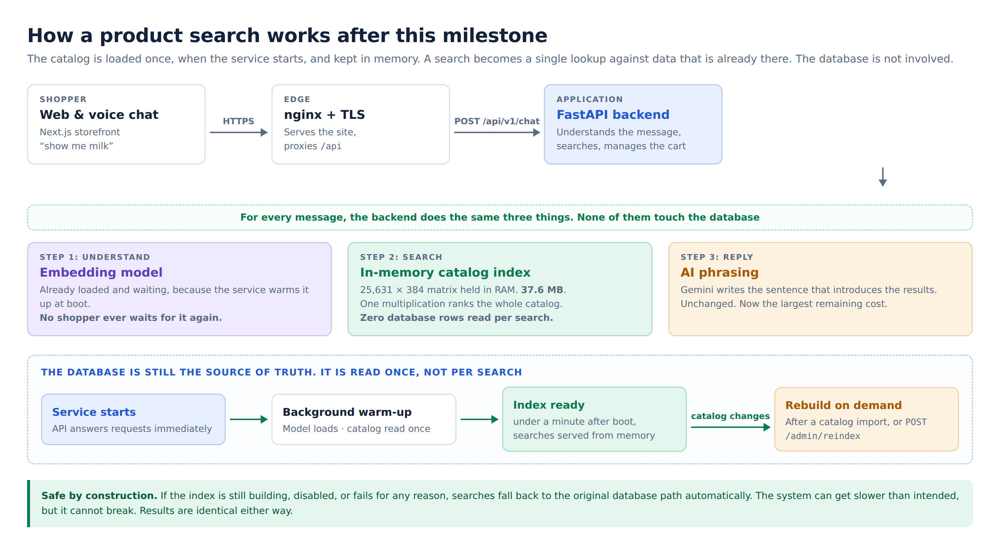 How a product search works after this milestone
The catalog is loaded once, when the service starts, and kept in memory. A search becomes a single lookup against data that is already there. The database is not involved.
SHOPPER
Web & voice chat
Next.js storefront
“show me milk”
HTTPS
EDGE
nginx + TLS
Serves the site,
proxies /api
POST /api/v1/chat
APPLICATION
FastAPI backend
Understands the message,
searches, manages the cart
For every message, the backend does the same three things. None of them touch the database
STEP 1: UNDERSTAND
Embedding model
Already loaded and waiting, because the service warms it
up at boot.
No shopper ever waits for it again.
STEP 2: SEARCH
In-memory catalog index
25,631 × 384 matrix held in RAM. 37.6 MB.
One multiplication ranks the whole catalog.
Zero database rows read per search.
STEP 3: REPLY
AI phrasing
Gemini writes the sentence that introduces the results.
Unchanged. Now the largest remaining cost.
THE DATABASE IS STILL THE SOURCE OF TRUTH. IT IS READ ONCE, NOT PER SEARCH
Service starts
API answers requests immediately
Background warm-up
Model loads · catalog read once
Index ready
under a minute after boot,
searches served from memory
catalog changes
Rebuild on demand
After a catalog import, or POST
/admin/reindex
Safe by construction. If the index is still building, disabled, or fails for any reason, searches fall back to the original database path automatically. The system can get slower than intended,
but it cannot break. Results are identical either way.